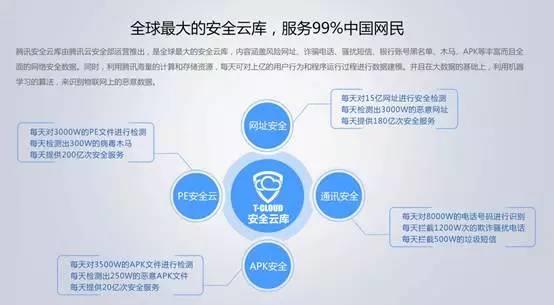 全球最大的安全云库，服务99%中国网民
腾讯安全云库由腾讯云安全部运营推出，是全球最大的安全云库，内容涵盖风险网址、诈骗电话、骚扰短信、银行账号黑名单、木马、APK等丰富而且全
面的网络安全数据。同时，利用腾讯海量的计算和存储资源，每天可对上亿的用户行为和程序运行过程进行数据建模。并且在大数据的基础上，利用机器
学习的算法，来识别物联网上的恶意数据。
每天对15亿网址进行安全检测
每天检测出3000W的恶意网址
每天提供180亿次安全服务
网址安全
每天对3000W的PE文件进行检测
每天检测出300W的病毒木马
每天提供200亿次安全服务
PE安全云
T-CLOUD
安全云库
通讯安全
每天对8000W的电话号码进行识别
每天拦截1200W次的欺诈骚扰电话
每天拦截500W的垃圾短信
每天对3500W的APK文件进行检测
每天检测出250W的恶意APK文件
每天提供20亿次安全服务
APK安全